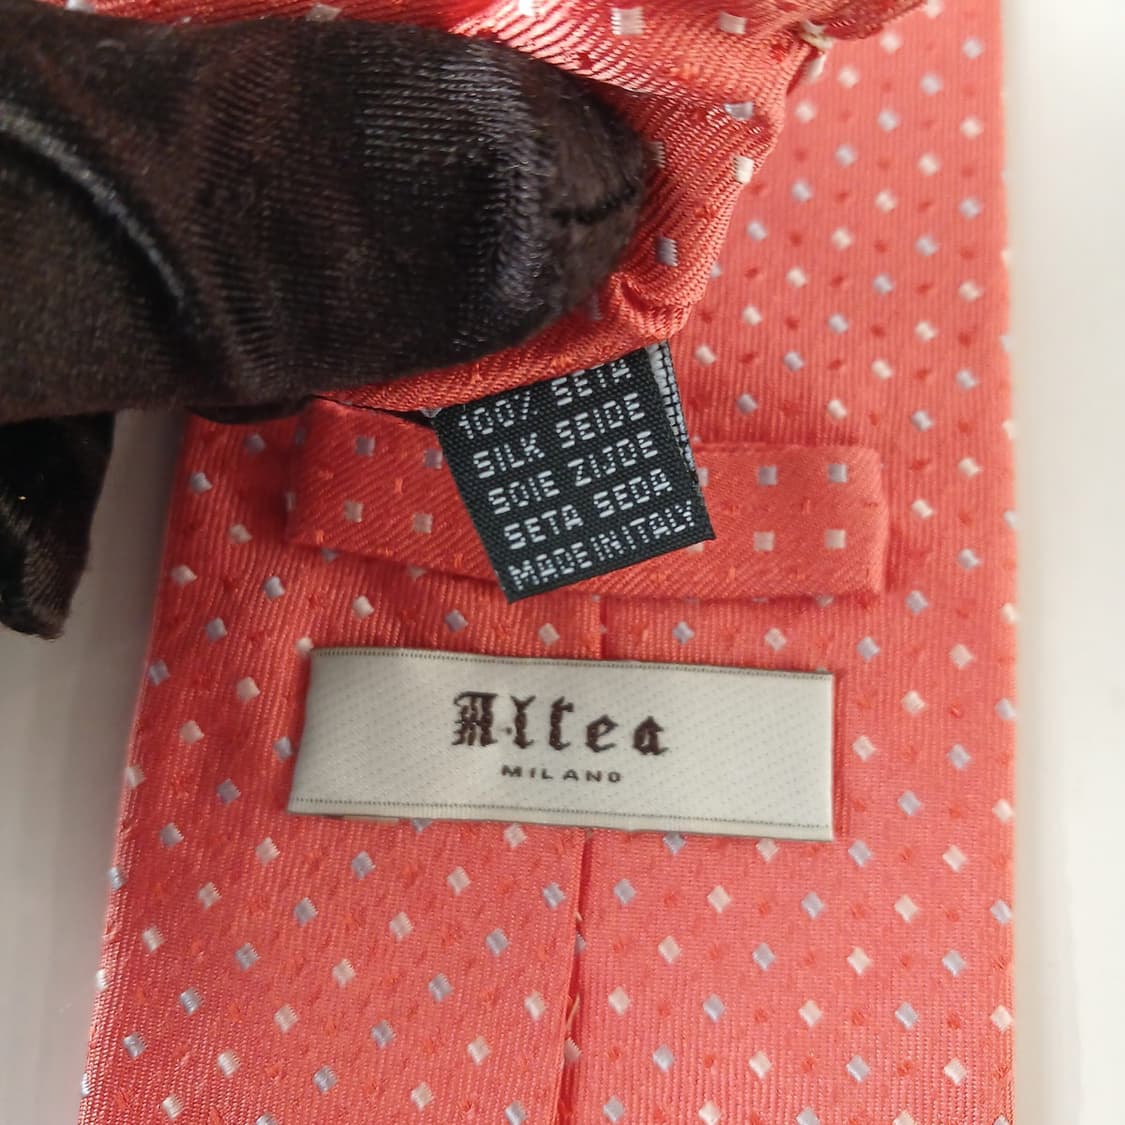 100% SETA
SILK SEIDE
SOIE ZIJDE
SETA SEDA
MADE IN ITALY
Altea
MILANO